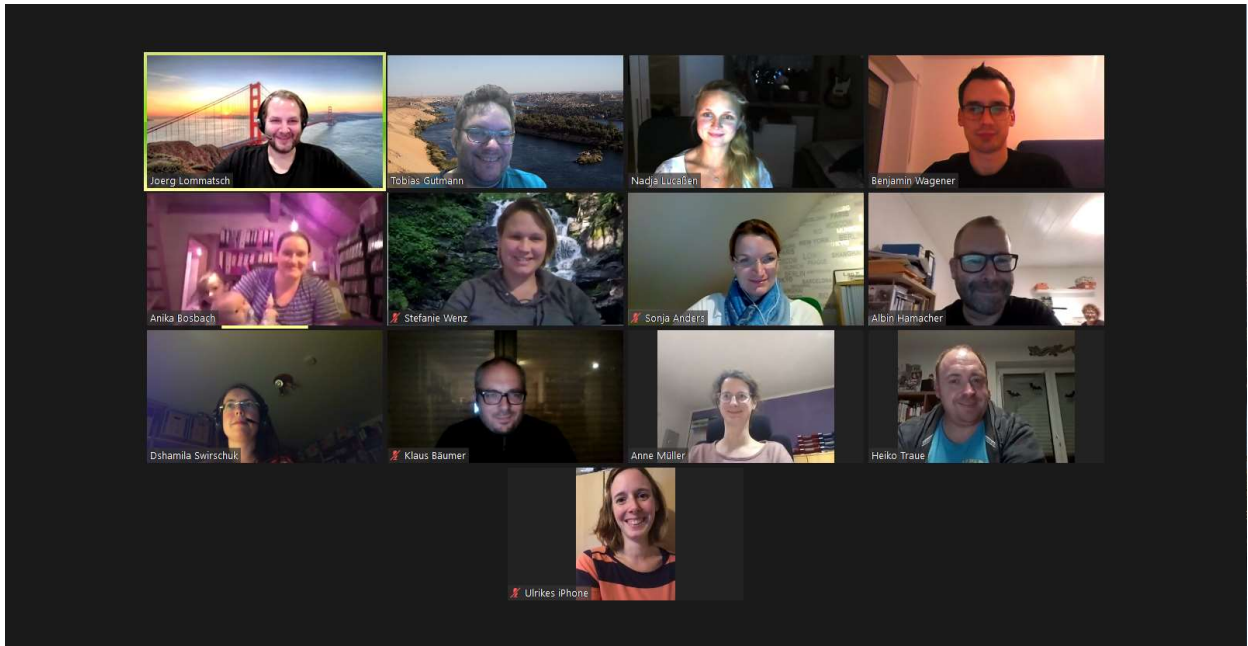 Joerg Lommatsch
Tobias Gutmann
Nadja Lucaßen
Benjamin Wagener
Anika Bosbach
Stefanie Wenz
Sonja Anders
Albin Hamacher
Dshamila Swirschuk
Klaus Bäumer
Anne Müller
Heiko Traue
Ulrikes iPhone